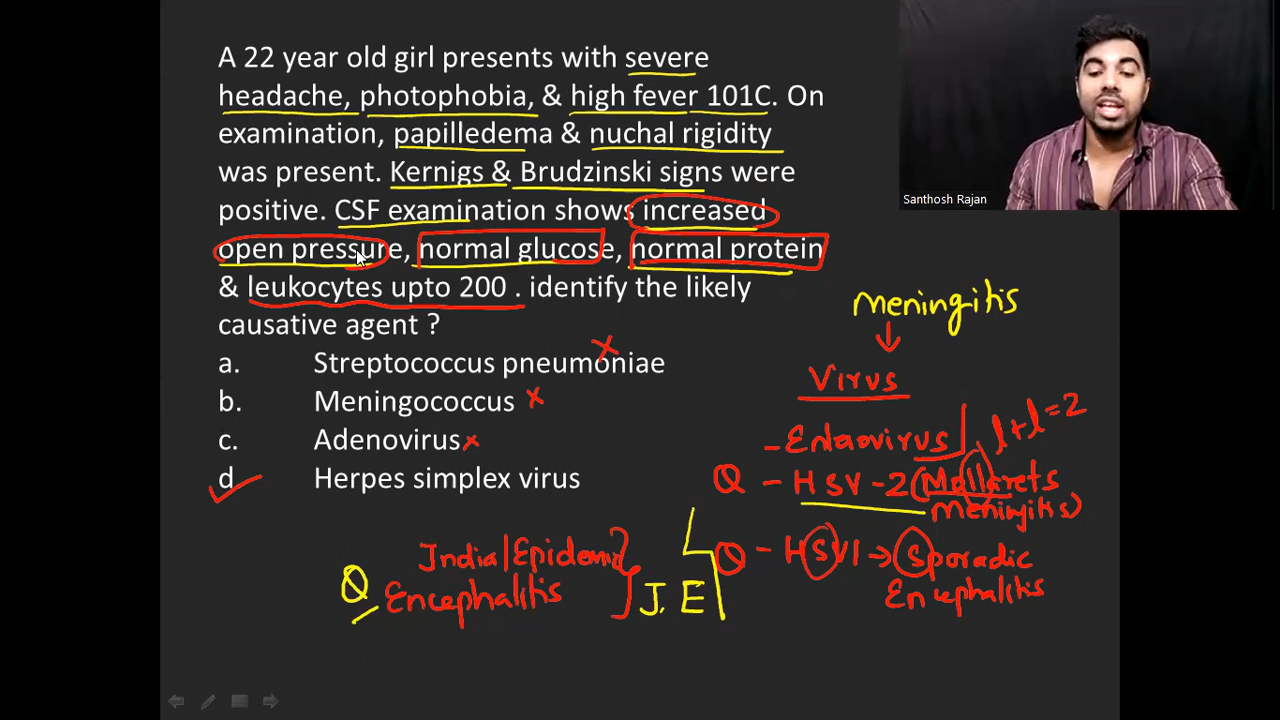 A 22 year old girl presents with severe
headache, photophobia, & high fever 101C. On
examination, papilledema & nuchal rigidity
was present. Kernigs & Brudzinski signs were
positive. CSF examination shows increased
open pressure, normal glucose, normal protein
& leukocytes upto 200 . identify the likely
causative agent ?
a. Streptococcus pneumoniae
b. Meningococcus
c. Adenovirus
d Herpes simplex virus
Santhosh Rajan
Meningitis
Virus
- Enterovirus
l+l=2
Q - HSV-2 (Mollarets
Meningitis)
Q - HSV1 → Sporadic
Encephalitis
India/Epidemic
Q Encephalitis } J.E